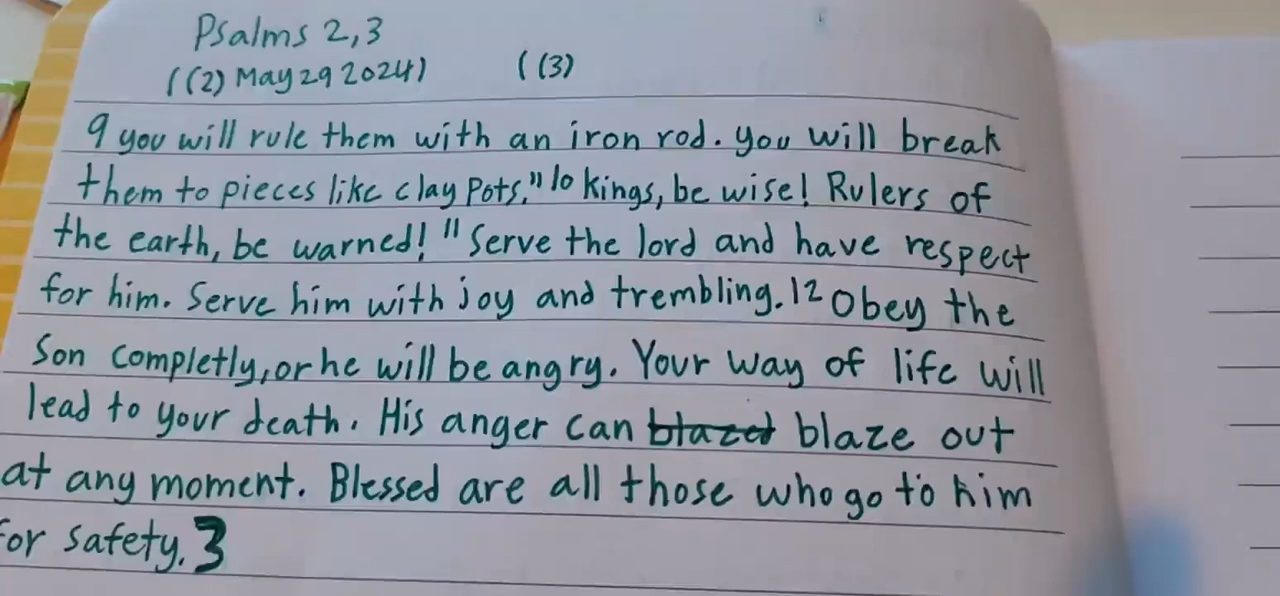 Psalms 2,3
((2) May 29 2024) ((3)
9 you will rule them with an iron rod. you will break
them to pieces like clay pots." 10 kings, be wise! Rulers of
the earth, be warned! 11 Serve the lord and have respect
for him. Serve him with joy and trembling. 12 Obey the
Son completly, or he will be angry. Your way of life will
lead to your death. His anger can blazed blaze out
at any moment. Blessed are all those who go to him
for safety. 3